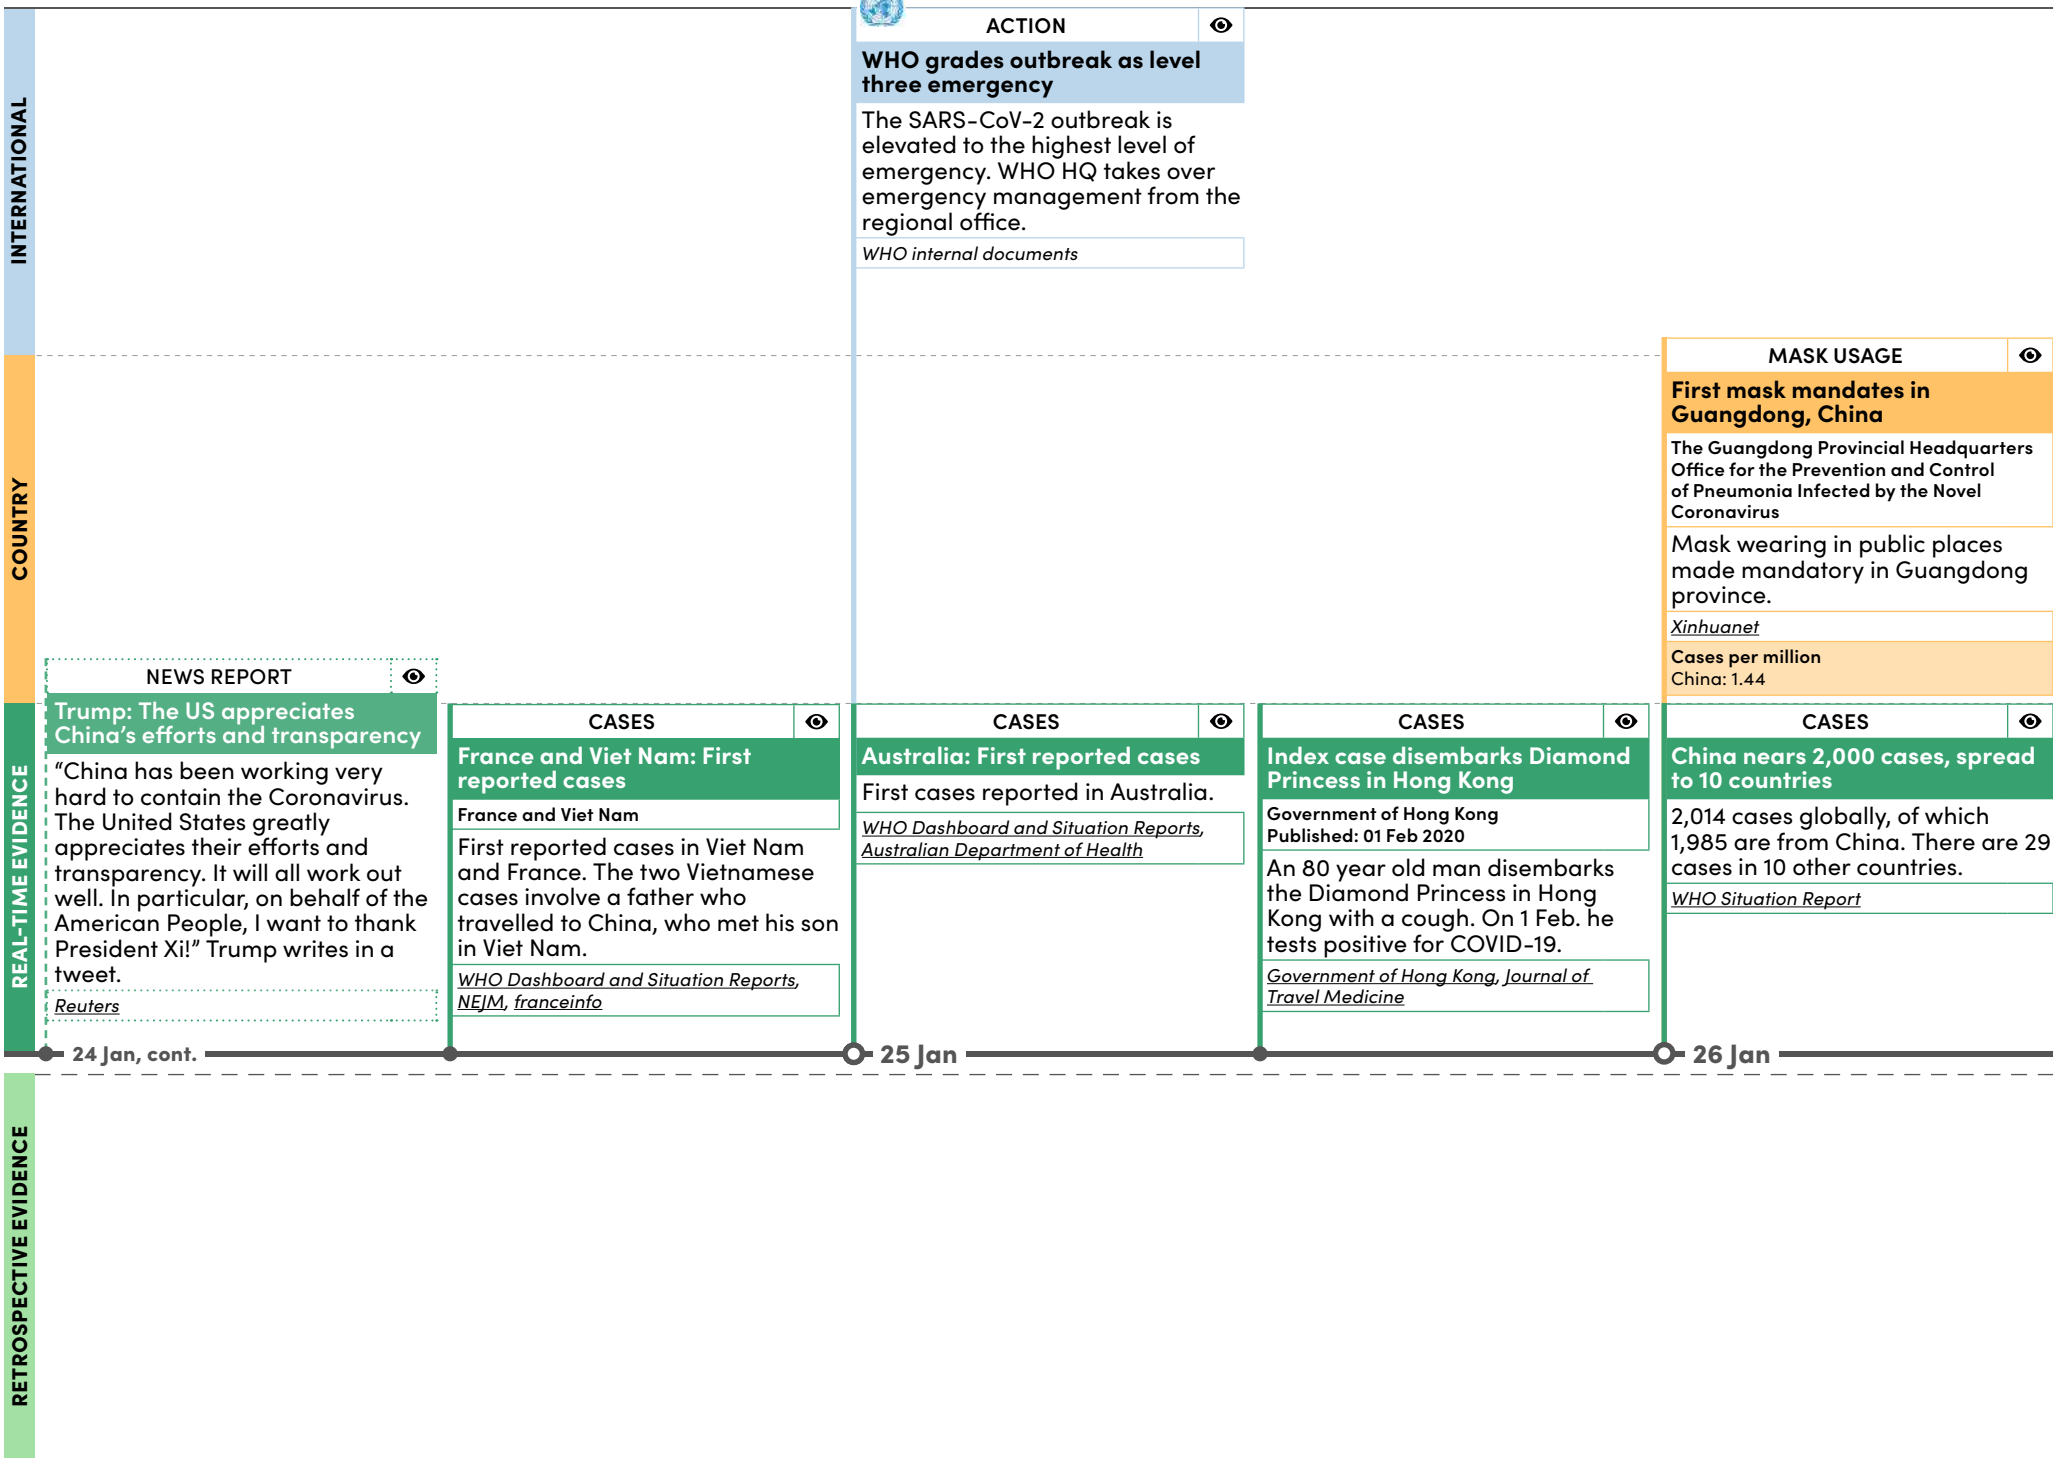 INTERNATIONAL
ACTION
WHO grades outbreak as level
three emergency
The SARS-CoV-2 outbreak is
elevated to the highest level of
emergency. WHO HQ takes over
emergency management from the
regional office.
WHO internal documents
COUNTRY
MASK USAGE
First mask mandates in
Guangdong, China
The Guangdong Provincial Headquarters
Office for the Prevention and Control
of Pneumonia Infected by the Novel
Coronavirus
Mask wearing in public places
made mandatory in Guangdong
province.
Xinhuanet
Cases per million
China: 1.44
REAL-TIME EVIDENCE
NEWS REPORT
Trump: The US appreciates
China’s efforts and transparency
“China has been working very
hard to contain the Coronavirus.
The United States greatly
appreciates their efforts and
transparency. It will all work out
well. In particular, on behalf of the
American People, I want to thank
President Xi!” Trump writes in a
tweet.
Reuters
CASES
France and Viet Nam: First
reported cases
France and Viet Nam
First reported cases in Viet Nam
and France. The two Vietnamese
cases involve a father who
travelled to China, who met his son
in Viet Nam.
WHO Dashboard and Situation Reports,
NEJM, franceinfo
CASES
Australia: First reported cases
First cases reported in Australia.
WHO Dashboard and Situation Reports,
Australian Department of Health
CASES
Index case disembarks Diamond
Princess in Hong Kong
Government of Hong Kong
Published: 01 Feb 2020
An 80 year old man disembarks
the Diamond Princess in Hong
Kong with a cough. On 1 Feb. he
tests positive for COVID-19.
Government of Hong Kong, Journal of
Travel Medicine
CASES
China nears 2,000 cases, spread
to 10 countries
2,014 cases globally, of which
1,985 are from China. There are 29
cases in 10 other countries.
WHO Situation Report
24 Jan, cont.
25 Jan
26 Jan
RETROSPECTIVE EVIDENCE